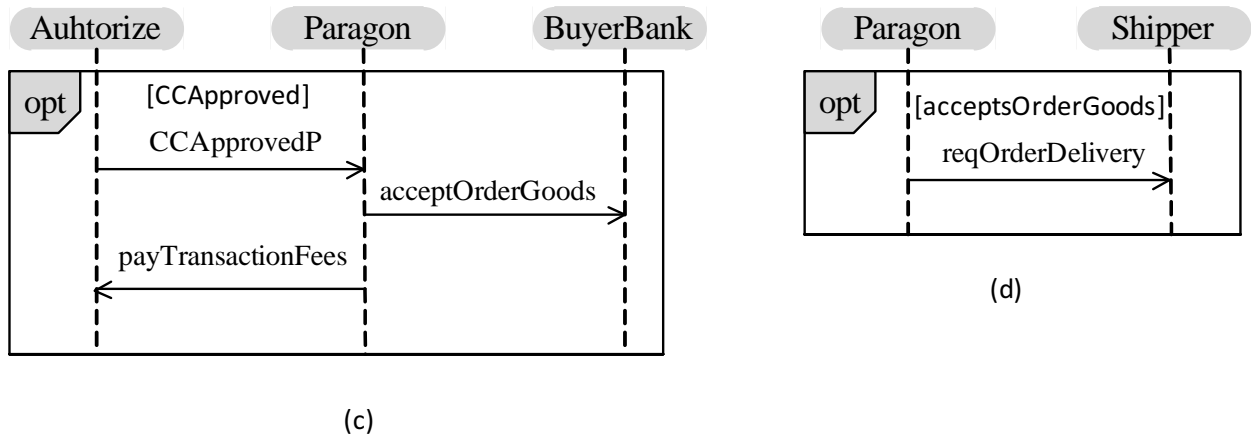 Auhtorize Paragon BuyerBank
opt [CCApproved]
CCApprovedP
acceptOrderGoods
payTransactionFees
(c)
Paragon Shipper
opt [acceptsOrderGoods]
reqOrderDelivery
(d)